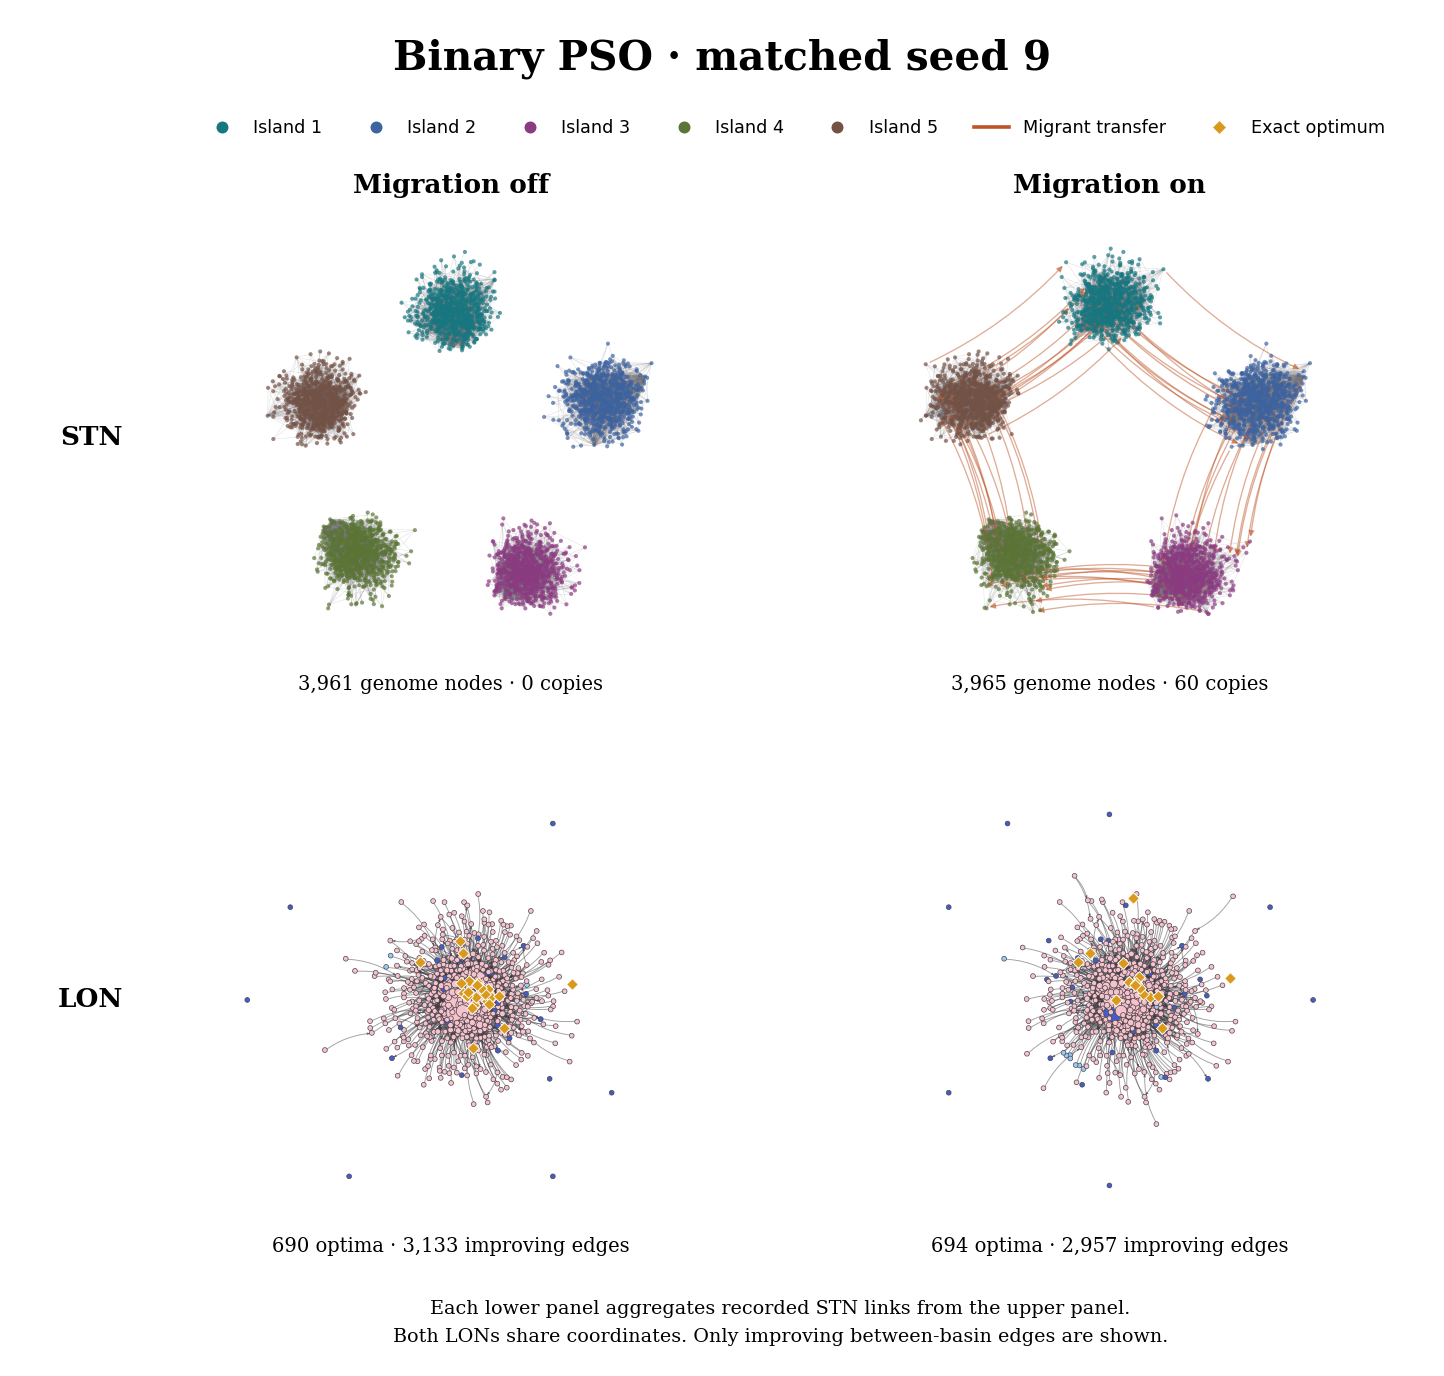 Binary PSO · matched seed 9
Island 1 Island 2 Island 3 Island 4 Island 5 Migrant transfer Exact optimum
Migration off Migration on
STN
3,961 genome nodes · 0 copies 3,965 genome nodes · 60 copies
LON
690 optima · 3,133 improving edges 694 optima · 2,957 improving edges
Each lower panel aggregates recorded STN links from the upper panel.
Both LONs share coordinates. Only improving between-basin edges are shown.